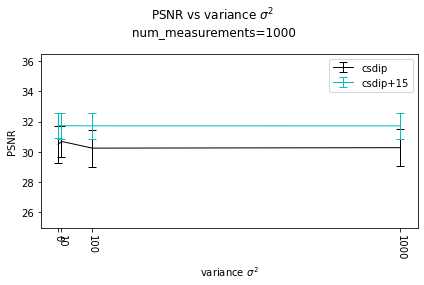 PSNR vs variance σ²
num_measurements=1000
csdip
csdip+15
PSNR
36
34
32
30
28
26
0
10
100
1000
variance σ²